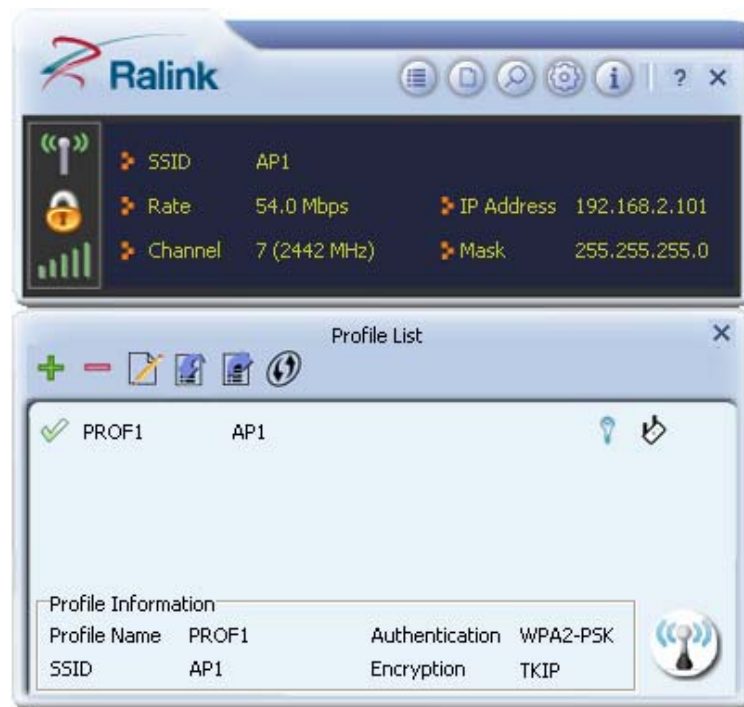 Ralink
i ? ×
SSID AP1
Rate 54.0 Mbps IP Address 192.168.2.101
Channel 7 (2442 MHz) Mask 255.255.255.0
Profile List
PROF1 AP1
Profile Information
Profile Name PROF1 Authentication WPA2-PSK
SSID AP1 Encryption TKIP